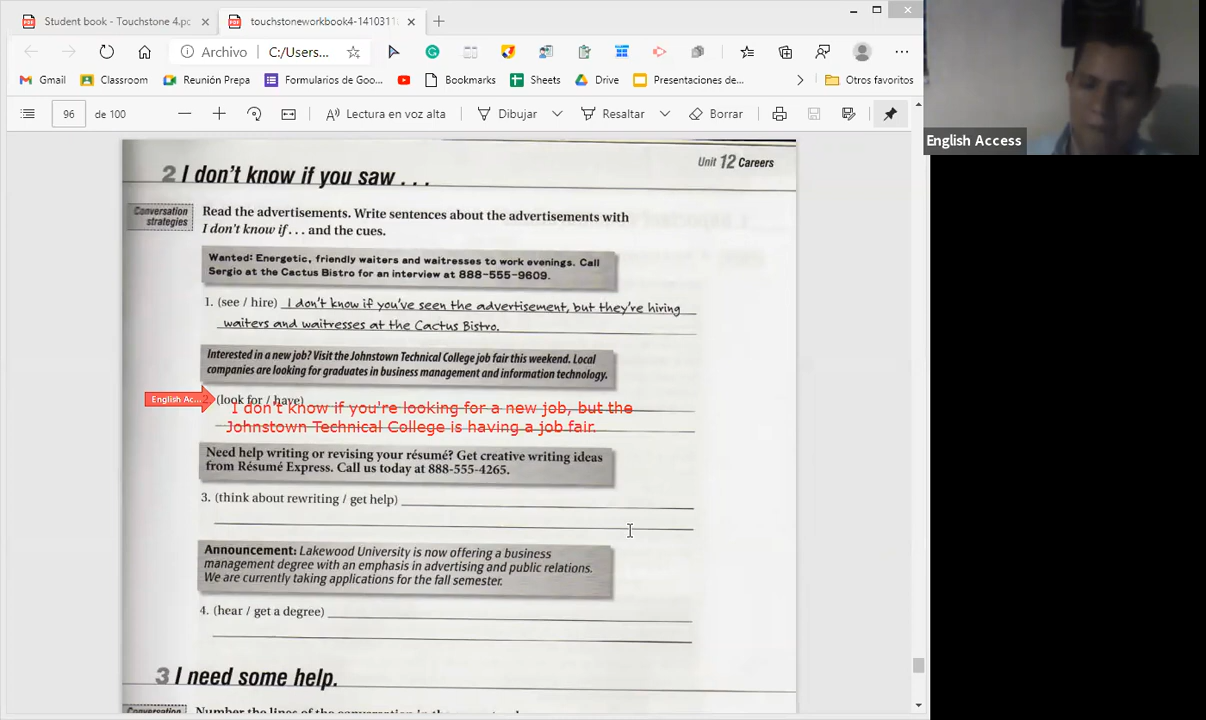 Student book - Touchstone 4.pc
touchstoneworkbook4-1410311
Archivo
C:/Users...
Gmail
Classroom
Reunión Prepa
Formularios de Goo...
Bookmarks
Sheets
Drive
Presentaciones de...
Otros favoritos
96
de 100
Lectura en voz alta
Dibujar
Resaltar
Borrar
English Access
Unit 12 Careers
2 I don't know if you saw . . .
Conversation
strategies
Read the advertisements. Write sentences about the advertisements with
I don't know if . . . and the cues.
Wanted: Energetic, friendly waiters and waitresses to work evenings. Call
Sergio at the Cactus Bistro for an interview at 888-555-9609.
1. (see / hire) I don't know if you've seen the advertisement, but they're hiring
waiters and waitresses at the Cactus Bistro.
Interested in a new job? Visit the Johnstown Technical College job fair this weekend. Local
companies are looking for graduates in business management and information technology.
English Ac...
2. (look for / have)
I don't know if you're looking for a new job, but the
Johnstown Technical College is having a job fair.
Need help writing or revising your résumé? Get creative writing ideas
from Résumé Express. Call us today at 888-555-4265.
3. (think about rewriting / get help)
Announcement: Lakewood University is now offering a business
management degree with an emphasis in advertising and public relations.
We are currently taking applications for the fall semester.
4. (hear / get a degree)
3 I need some help.
Conversation
Number the lines of the conversation in the